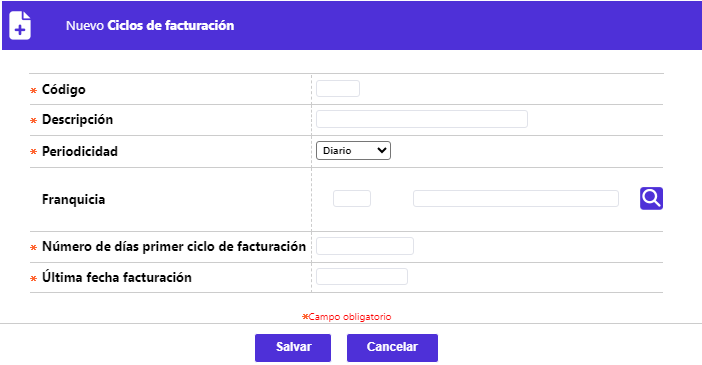 Nuevo Ciclos de facturación
* Código
* Descripción
* Periodicidad Diario
Franquicia
* Número de días primer ciclo de facturación
* Última fecha facturación
*Campo obligatorio
Salvar Cancelar